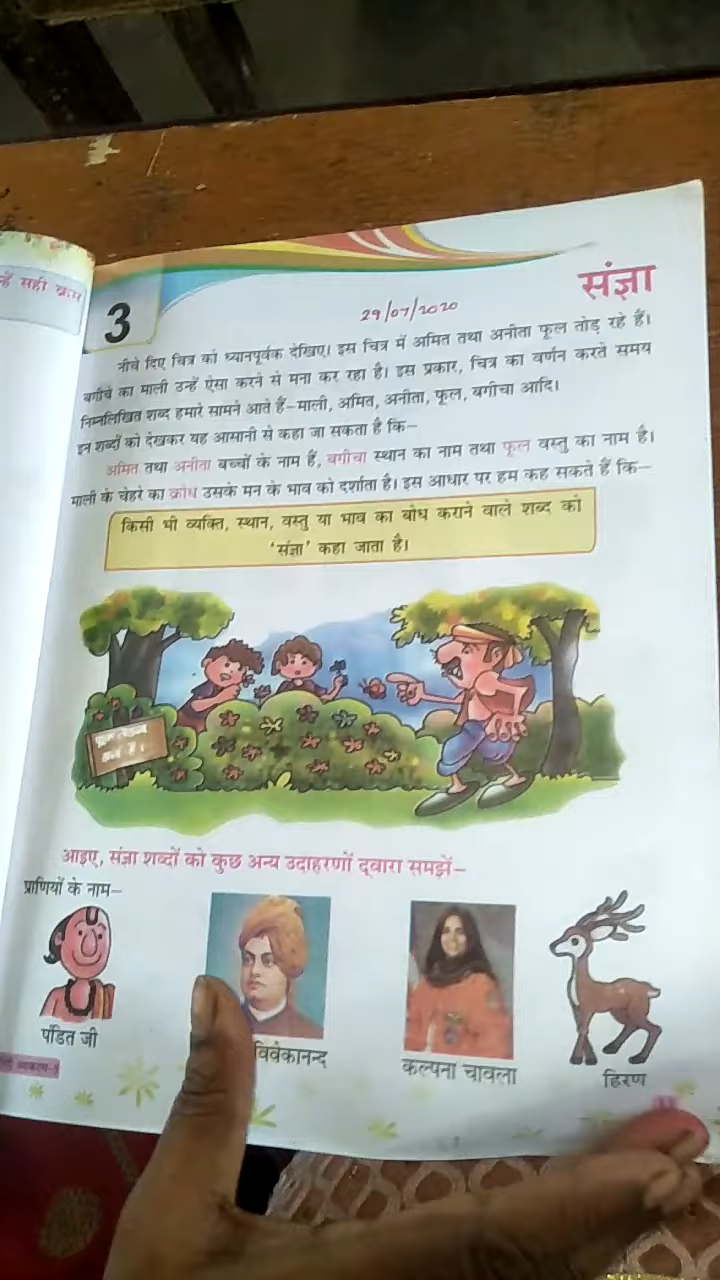 हें सही क्रम
संज्ञा
3
29/07/2020
नीचे दिए चित्र को ध्यानपूर्वक देखिए। इस चित्र में अमित तथा अनीता फूल तोड़ रहे हैं।
बगीचे का माली उन्हें ऐसा करने से मना कर रहा है। इस प्रकार, चित्र का वर्णन करते समय
निम्नलिखित शब्द हमारे सामने आते हैं–माली, अमित, अनीता, फूल, बगीचा आदि।
इन शब्दों को देखकर यह आसानी से कहा जा सकता है कि–
अमित तथा अनीता बच्चों के नाम हैं, बगीचा स्थान का नाम तथा फूल वस्तु का नाम है।
माली के चेहरे का क्रोध उसके मन के भाव को दर्शाता है। इस आधार पर हम कह सकते हैं कि–
किसी भी व्यक्ति, स्थान, वस्तु या भाव का बोध कराने वाले शब्द को
‘संज्ञा’ कहा जाता है।
आइए, संज्ञा शब्दों को कुछ अन्य उदाहरणों द्वारा समझें–
प्राणियों के नाम–
पंडित जी
विवेकानन्द
कल्पना चावला
हिरण